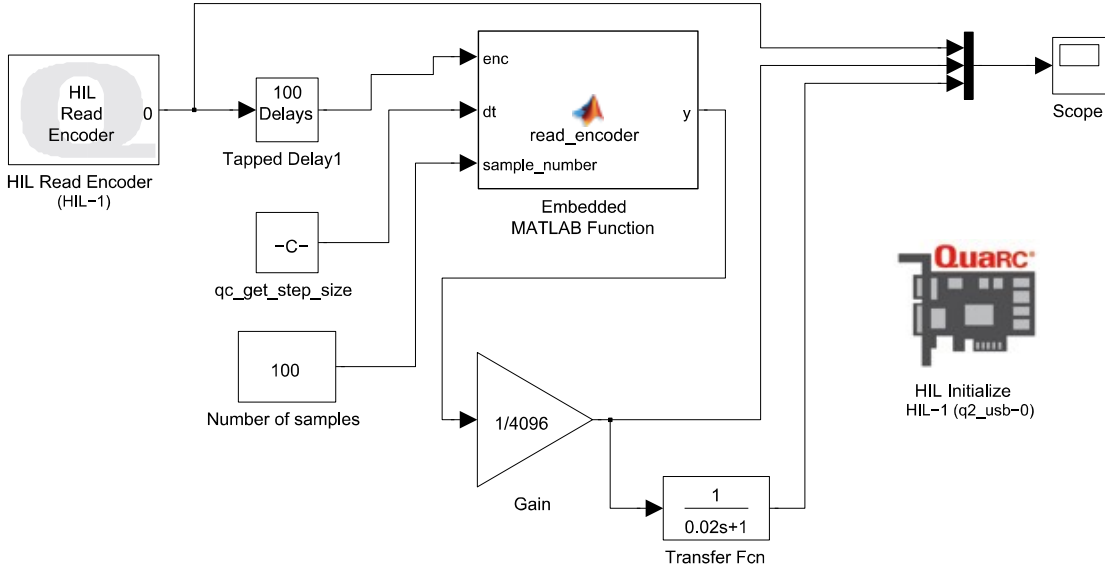 HIL
Read
Encoder
0
HIL Read Encoder
(HIL−1)
100
Delays
Tapped Delay1
−C−
qc_get_step_size
100
Number of samples
enc
dt
sample_number
read_encoder
y
Embedded
MATLAB Function
1/4096
Gain
1
0.02s+1
Transfer Fcn
Scope
QUARC®
HIL Initialize
HIL−1 (q2_usb−0)